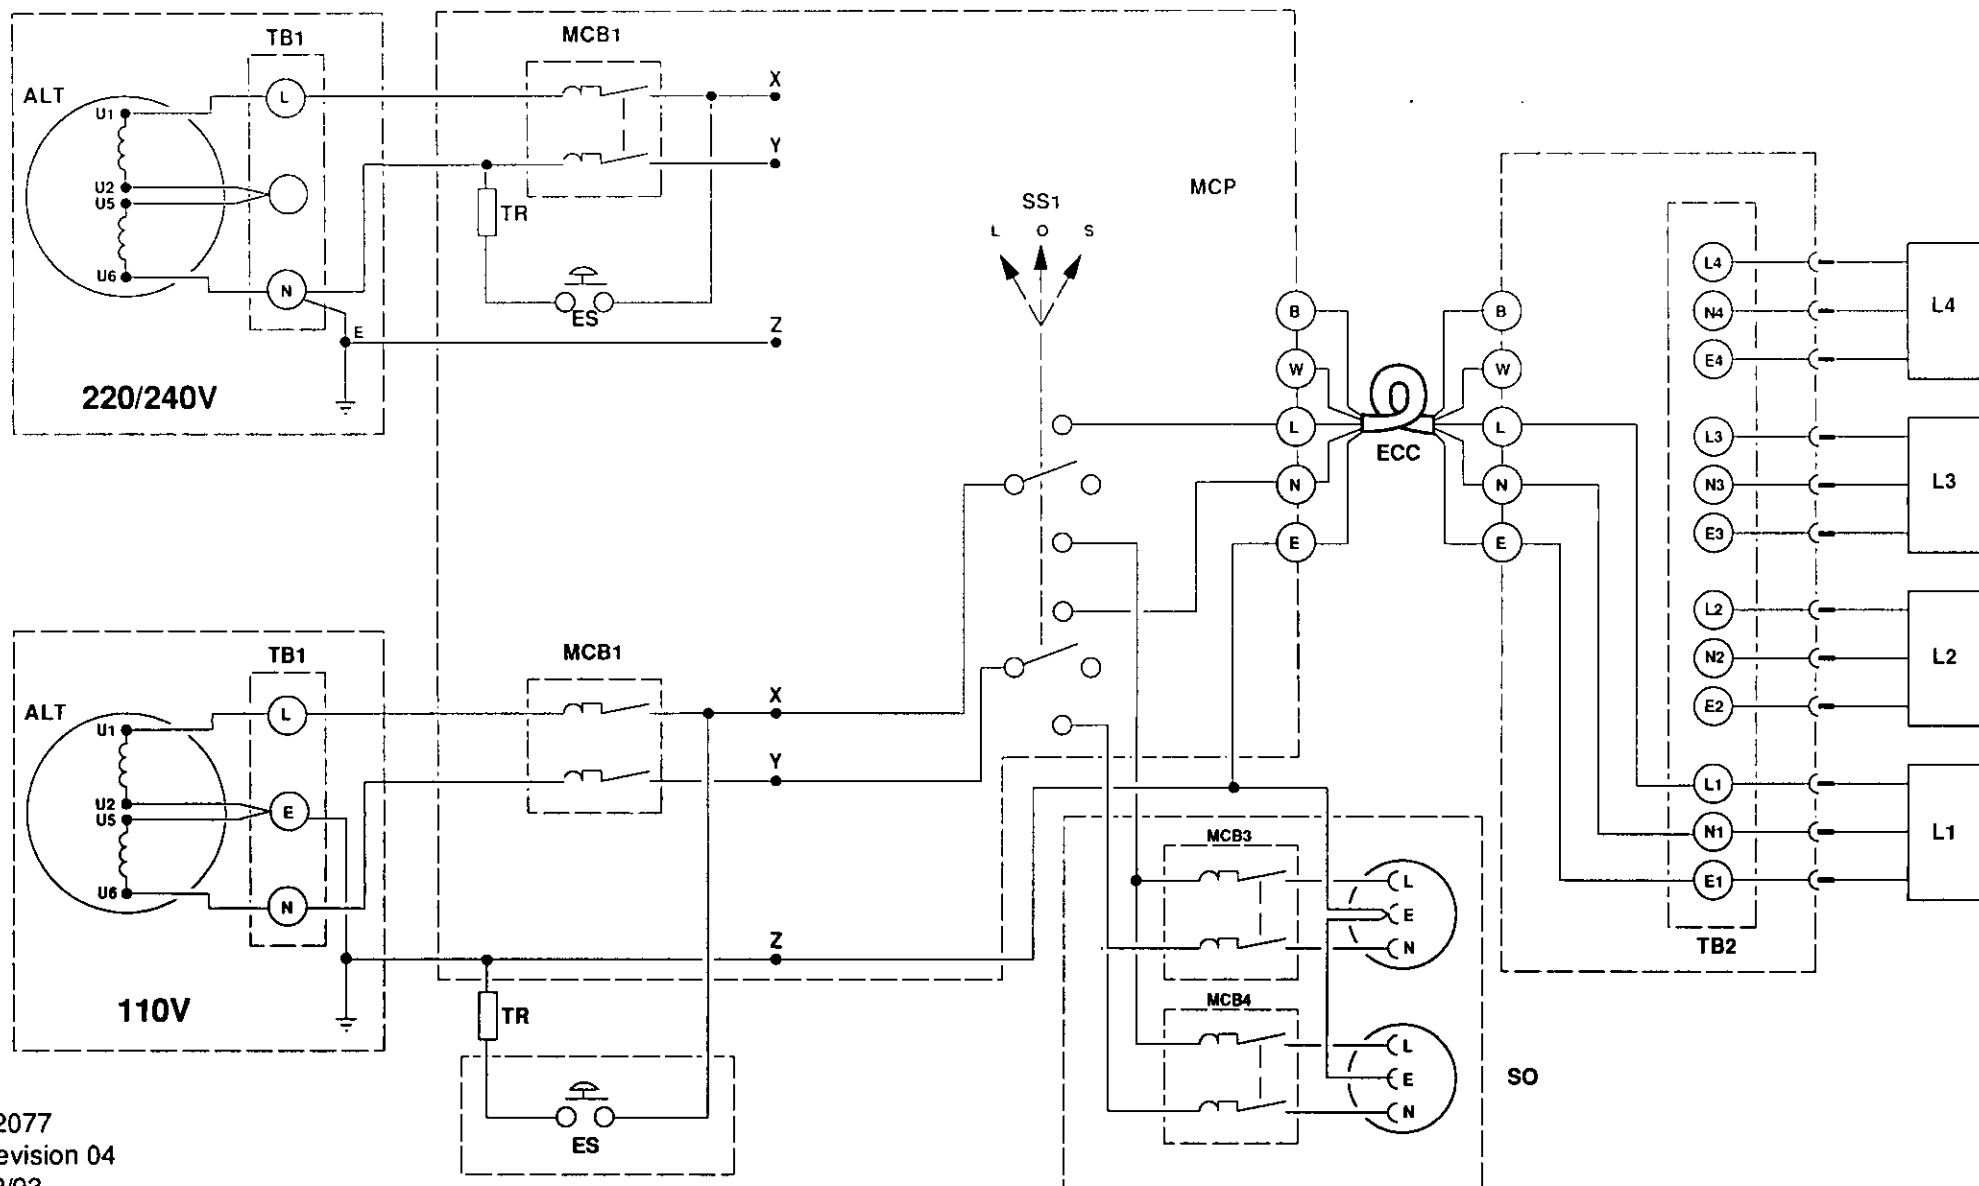 TB1
MCB1
ALT
U1
L
X
Y
U2
U5
TR
U6
N
ES
E
Z
220/240V
MCP
SS1
L O S
B
W
L
N
E
ECC
B
W
L
N
E
L4
N4
E4
L4
L3
N3
E3
L3
L2
N2
E2
L2
L1
N1
E1
L1
TB2
TB1
MCB1
ALT
U1
L
X
Y
U2
U5
E
U6
N
Z
110V
TR
ES
MCB3
L
E
N
MCB4
L
E
N
SO
2077
evision 04